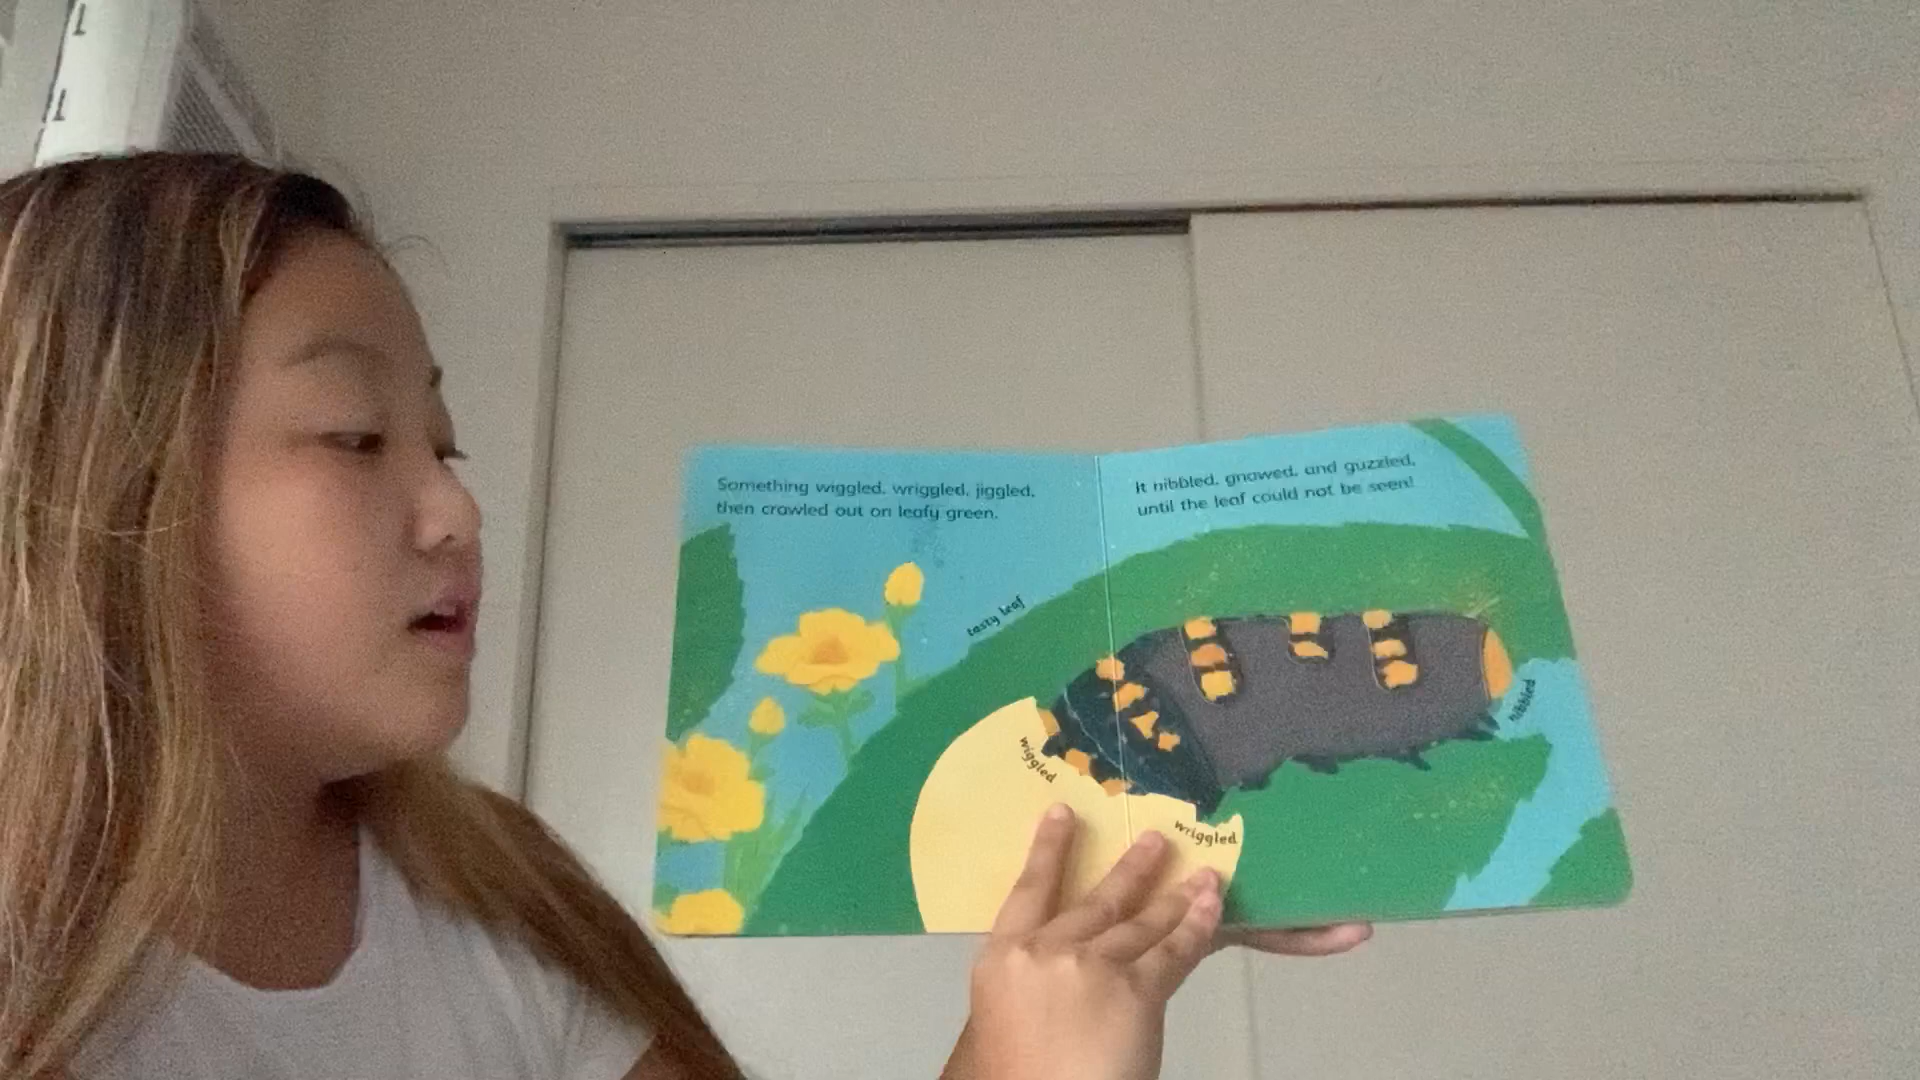 Something wiggled, wriggled, jiggled,
then crawled out on leafy green.
It nibbled, gnawed, and guzzled,
until the leaf could not be seen!
tasty leaf
wiggled
wriggled
nibbled